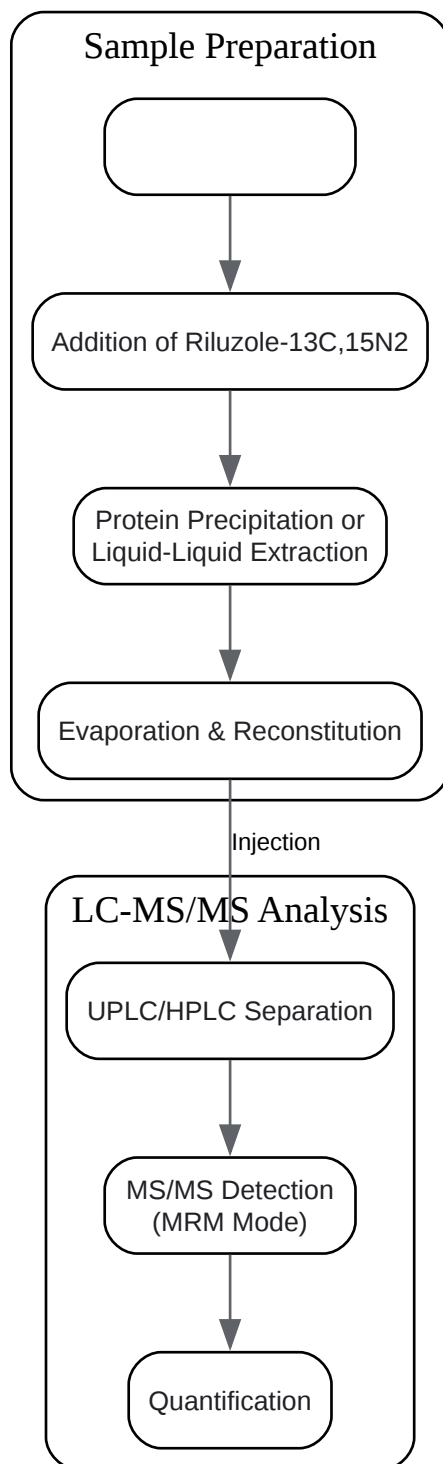 Sample Preparation
Addition of Riluzole-13C,15N2
Protein Precipitation or
Liquid-Liquid Extraction
Evaporation & Reconstitution
Injection
LC-MS/MS Analysis
UPLC/HPLC Separation
MS/MS Detection
(MRM Mode)
Quantification